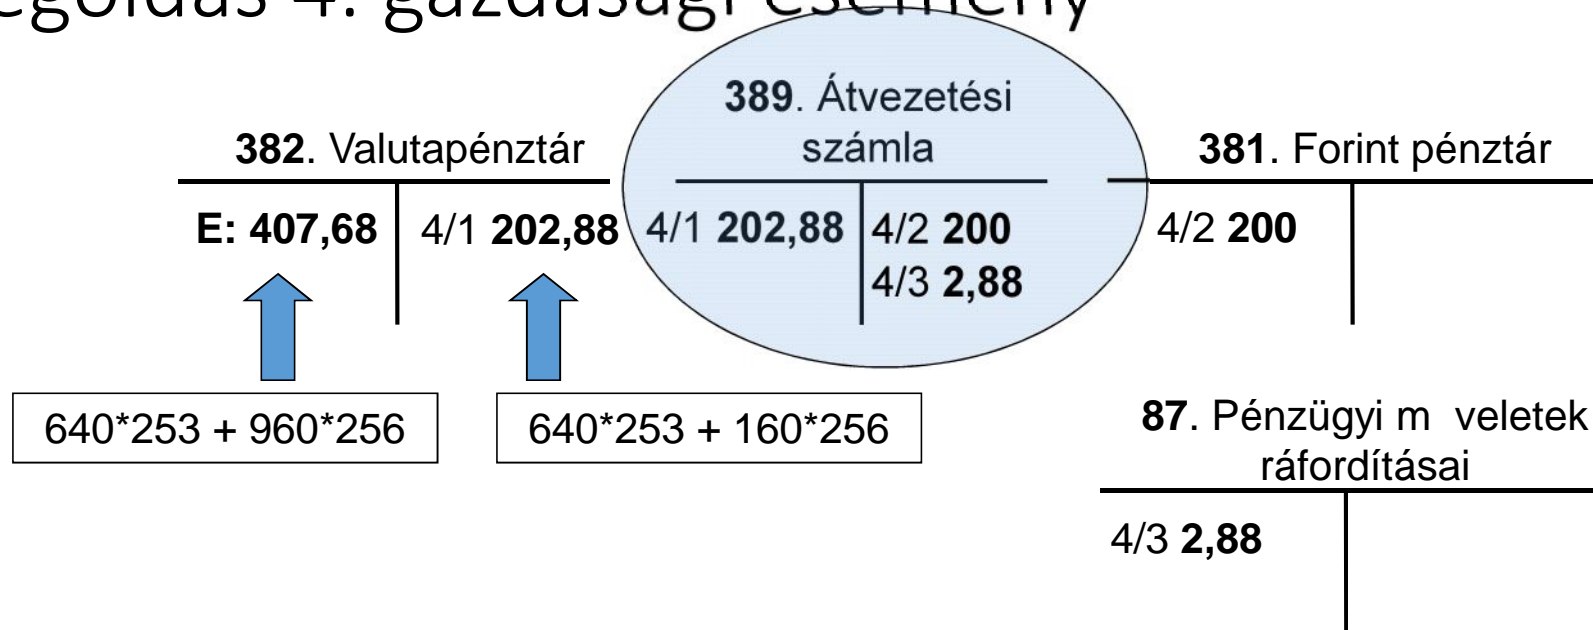 egoldás 4. gazdasági esemény
389. Átvezetési
számla
382. Valutapénztár
381. Forint pénztár
E: 407,68
4/1 202,88
4/1 202,88
4/2 200
4/2 200
4/3 2,88
640*253 + 960*256
640*253 + 160*256
87. Pénzügyi m veletek
ráfordításai
4/3 2,88